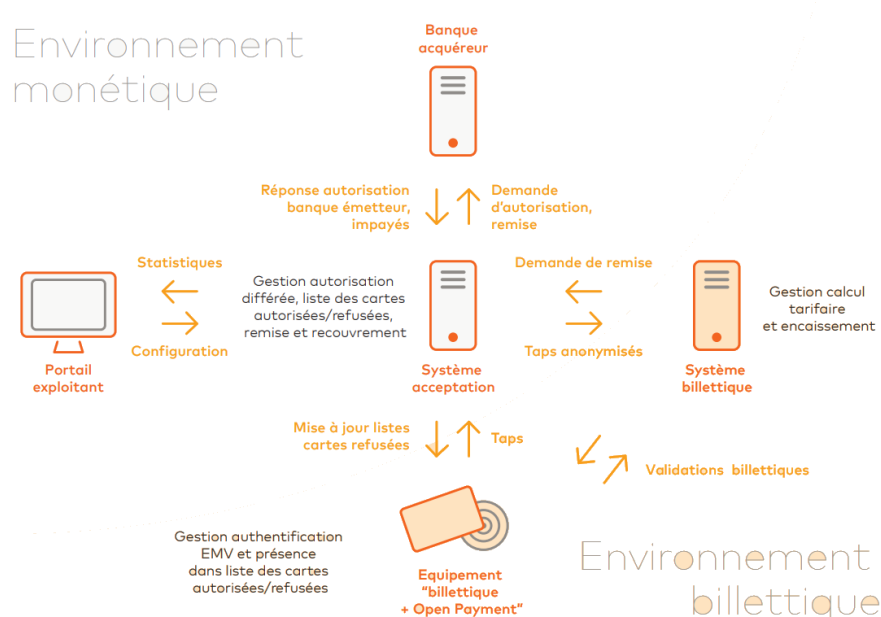 Environnement
monétique
Banque
acquéreur
Réponse autorisation
banque émetteur,
impayés
Demande
d'autorisation,
remise
Statistiques
Configuration
Portail
exploitant
Gestion autorisation
différée, liste des cartes
autorisées/refusées,
remise et recouvrement
Système
acceptation
Demande de remise
Taps anonymisés
Système
billettique
Gestion calcul
tarifaire
et encaissement
Mise à jour listes
cartes refusées
Taps
Validations billettiques
Gestion authentification
EMV et présence
dans liste des cartes
autorisées/refusées
Equipement
"billettique
+ Open Payment"
Environnement
billettique